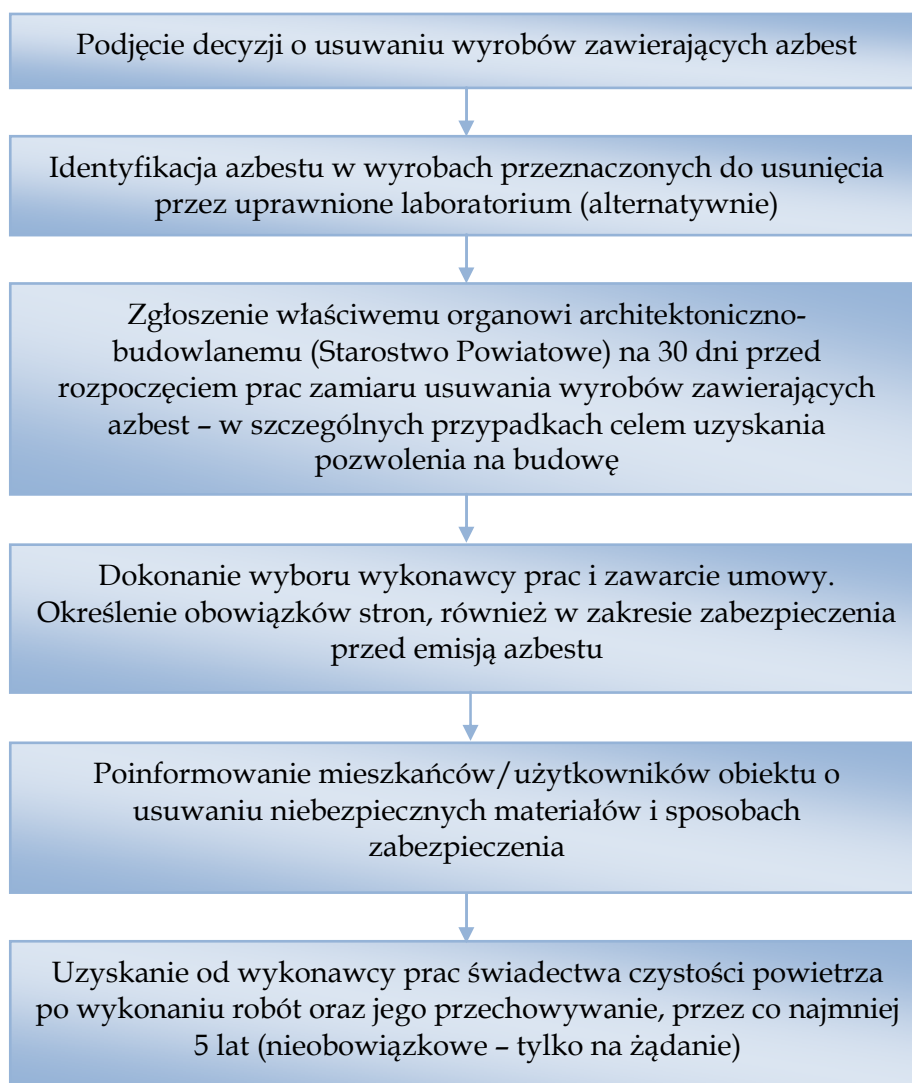 Podjęcie decyzji o usuwaniu wyrobów zawierających azbest
Identyfikacja azbestu w wyrobach przeznaczonych do usunięcia
przez uprawnione laboratorium (alternatywnie)
Zgłoszenie właściwemu organowi architektoniczno-
budowlanemu (Starostwo Powiatowe) na 30 dni przed
rozpoczęciem prac zamiaru usuwania wyrobów zawierających
azbest – w szczególnych przypadkach celem uzyskania
pozwolenia na budowę
Dokonanie wyboru wykonawcy prac i zawarcie umowy.
Określenie obowiązków stron, również w zakresie zabezpieczenia
przed emisją azbestu
Poinformowanie mieszkańców/użytkowników obiektu o
usuwaniu niebezpiecznych materiałów i sposobach
zabezpieczenia
Uzyskanie od wykonawcy prac świadectwa czystości powietrza
po wykonaniu robót oraz jego przechowywanie, przez co najmniej
5 lat (nieobowiązkowe – tylko na żądanie)